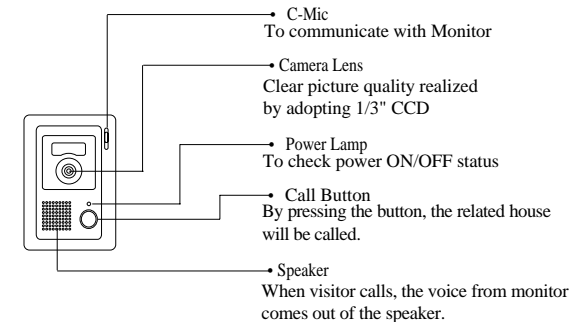 • C-Mic
To communicate with Monitor
• Camera Lens
Clear picture quality realized
by adopting 1/3" CCD
• Power Lamp
To check power ON/OFF status
• Call Button
By pressing the button, the related house
will be called.
• Speaker
When visitor calls, the voice from monitor
comes out of the speaker.